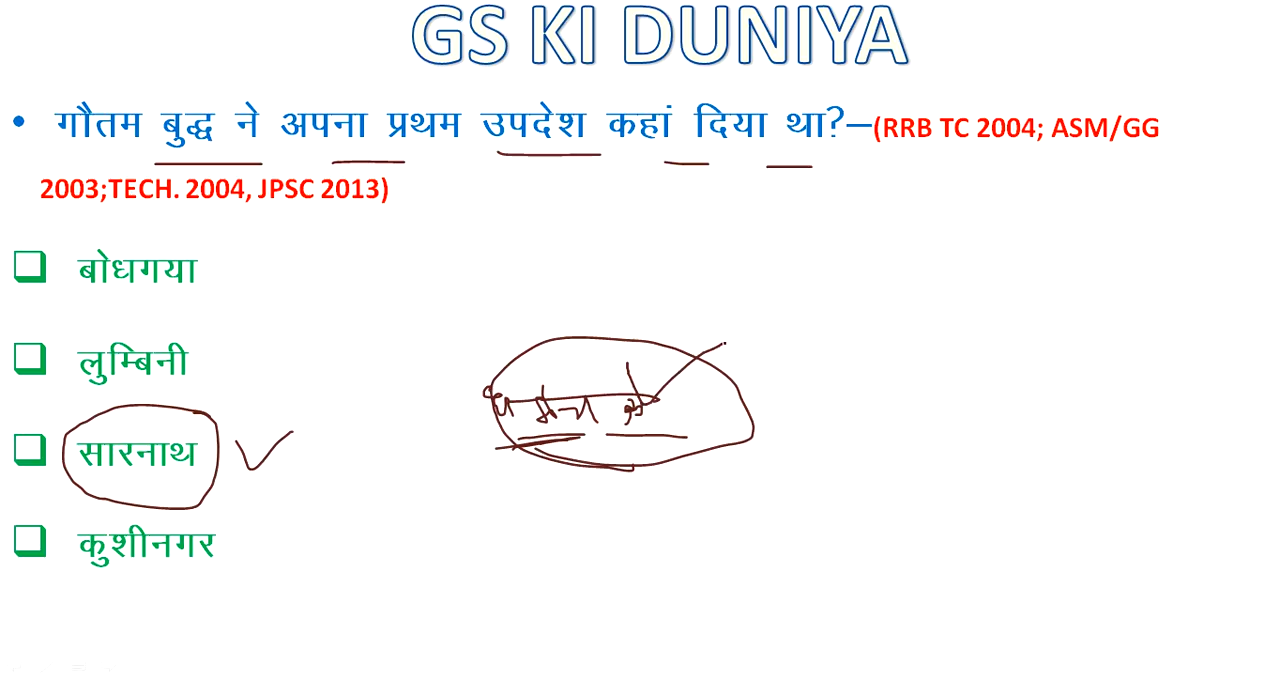 GS KI DUNIYA
• गौतम बुद्ध ने अपना प्रथम उपदेश कहां दिया था?—(RRB TC 2004; ASM/GG
2003;TECH. 2004, JPSC 2013)
❑ बोधगया
❑ लुम्बिनी
❑ सारनाथ
❑ कुशीनगर